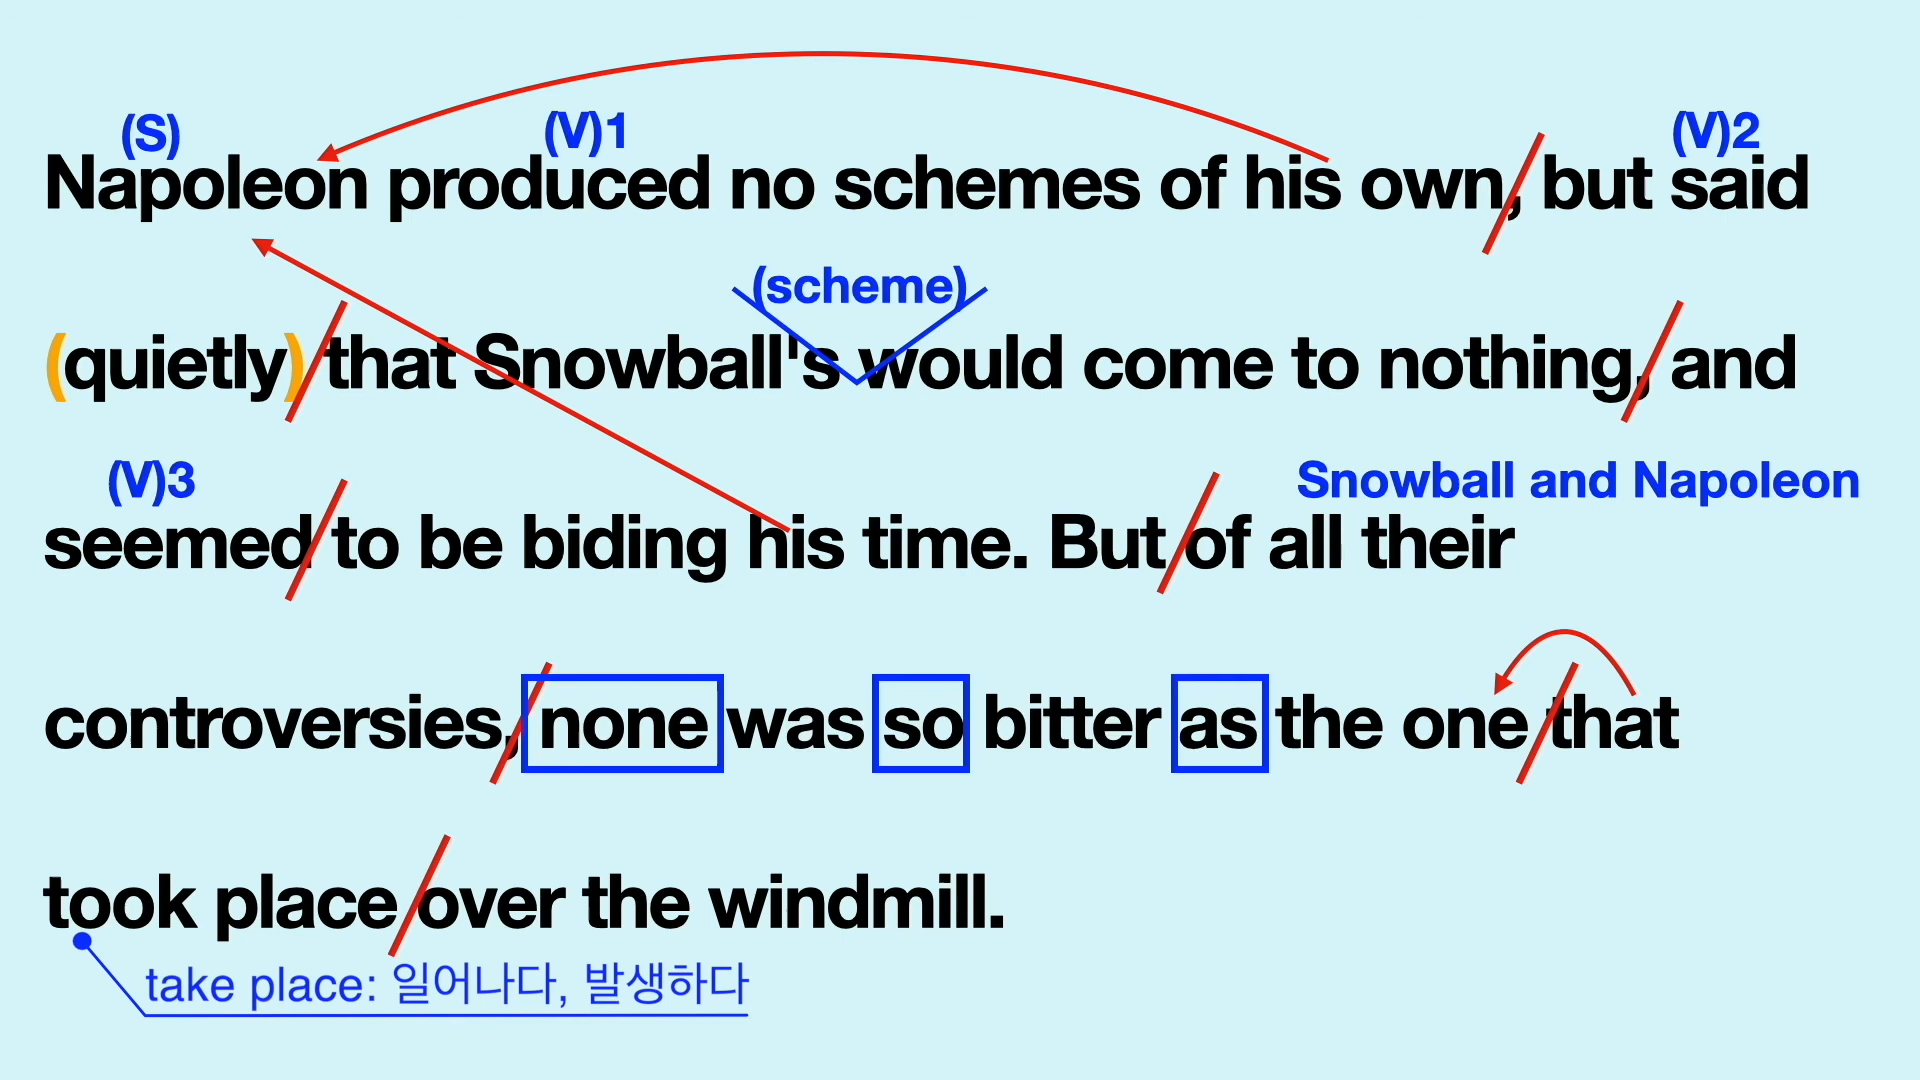 (S) (V)1 (V)2
Napoleon produced no schemes of his own, but said
(scheme)
(quietly) that Snowball's would come to nothing, and
(V)3 Snowball and Napoleon
seemed to be biding his time. But of all their
controversies, none was so bitter as the one that
took place over the windmill.
take place: 일어나다, 발생하다